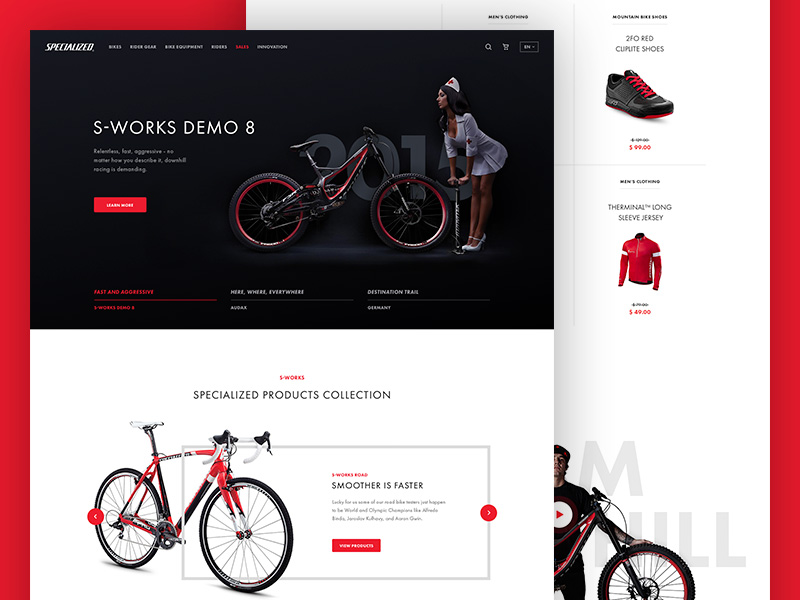 SPECIALIZED
BIKES RIDER GEAR BIKE EQUIPMENT RIDERS SALES INNOVATION
EN
2015
S-WORKS DEMO 8
Relentless, fast, aggressive - no
matter how you describe it, downhill
racing is demanding.
LEARN MORE
FAST AND AGGRESSIVE
S-WORKS DEMO 8
HERE, WHERE, EVERYWHERE
AUDAX
DESTINATION TRAIL
GERMANY
S-WORKS
SPECIALIZED PRODUCTS COLLECTION
S-WORKS ROAD
SMOOTHER IS FASTER
Lucky for us some of our road bike testers just happen
to be World and Olympic Champions like Alfredo
Binda, Jaroslav Kulhavy, and Aaron Gwin.
VIEW PRODUCTS
MEN'S CLOTHING
MOUNTAIN BIKE SHOES
2FO RED
CLIPLITE SHOES
$ 129.00
$ 99.00
MEN'S CLOTHING
THERMINAL™ LONG
SLEEVE JERSEY
$ 79.00
$ 49.00
M
HILL